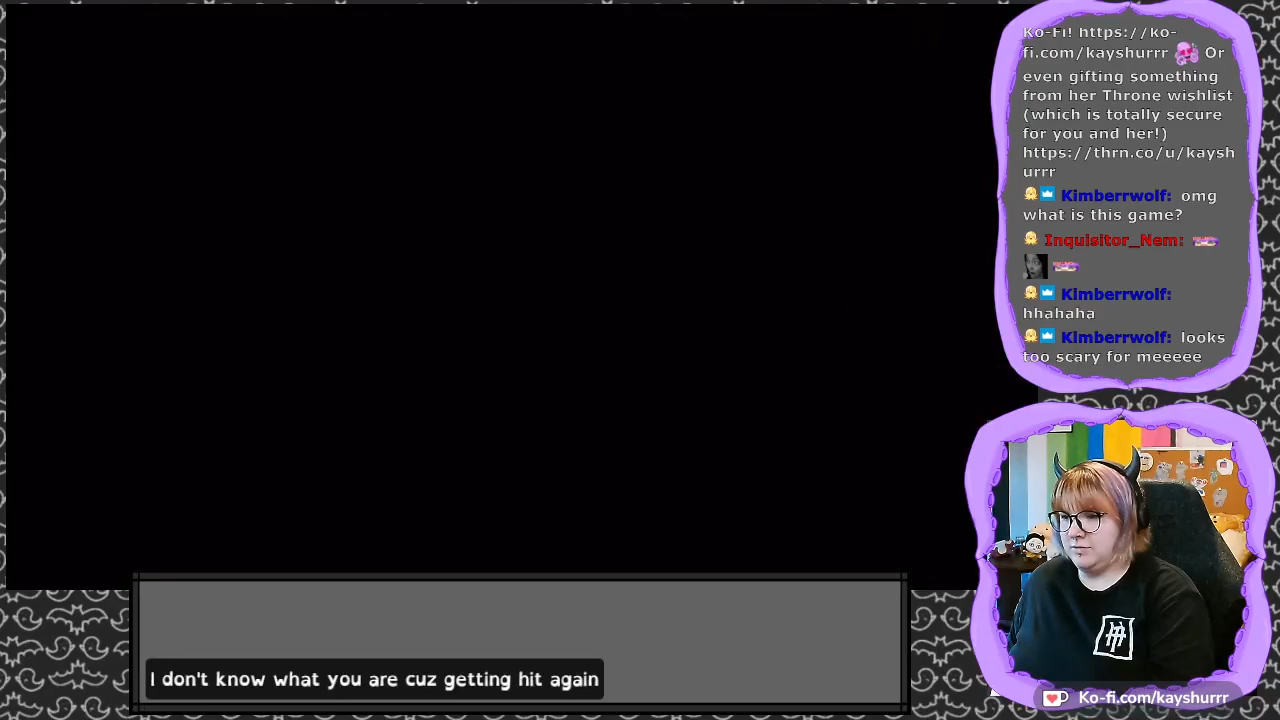 Ko-Fi! https://ko-
fi.com/kayshurrr Or
even gifting something
from her Throne wishlist
(which is totally secure
for you and her!)
https://thrn.co/u/kaysh
urrr
Kimberrwolf: omg
what is this game?
Inquisitor_Nem:
Kimberrwolf:
hhahaha
Kimberrwolf: looks
too scary for meeeee
I don't know what you are cuz getting hit again
Ko-fi.com/kayshurrr